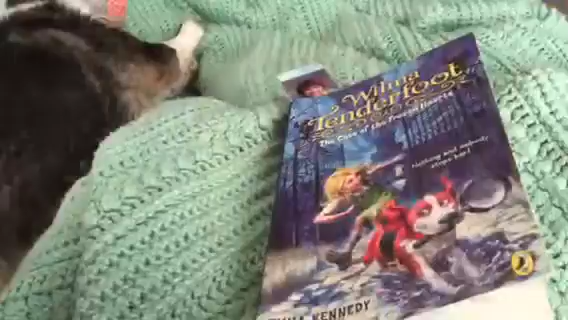 Wilma
Tenderfoot
The Case of the Frozen Hearts
Nothing and nobody
stops her!
KENNEDY